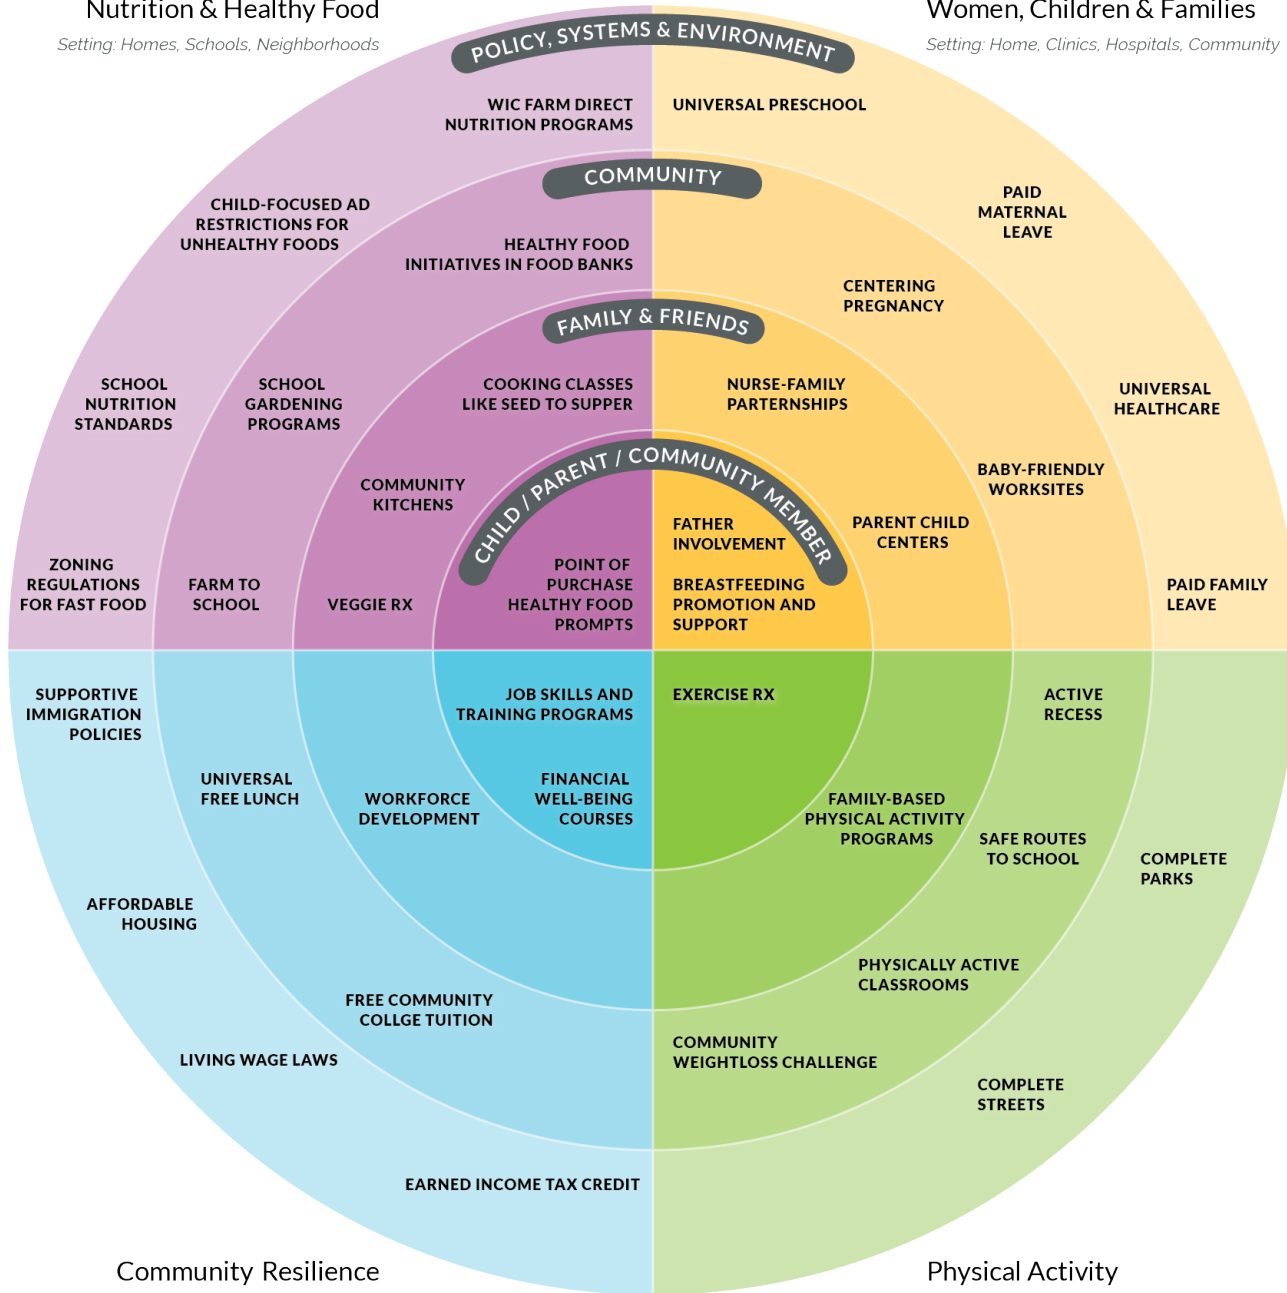 Nutrition & Healthy Food
Setting: Homes, Schools, Neighborhoods
Women, Children & Families
Setting: Home, Clinics, Hospitals, Community
POLICY, SYSTEMS & ENVIRONMENT
WIC FARM DIRECT
NUTRITION PROGRAMS
CHILD-FOCUSED AD
RESTRICTIONS FOR
UNHEALTHY FOODS
SCHOOL
NUTRITION
STANDARDS
ZONING
REGULATIONS
FOR FAST FOOD
UNIVERSAL PRESCHOOL
PAID
MATERNAL
LEAVE
UNIVERSAL
HEALTHCARE
PAID FAMILY
LEAVE
COMMUNITY
HEALTHY FOOD
INITIATIVES IN FOOD BANKS
SCHOOL
GARDENING
PROGRAMS
FARM TO
SCHOOL
CENTERING
PREGNANCY
BABY-FRIENDLY
WORKSITES
FAMILY & FRIENDS
COOKING CLASSES
LIKE SEED TO SUPPER
COMMUNITY
KITCHENS
VEGGIE RX
NURSE-FAMILY
PARTERNSHIPS
PARENT CHILD
CENTERS
CHILD / PARENT / COMMUNITY MEMBER
POINT OF
PURCHASE
HEALTHY FOOD
PROMPTS
FATHER
INVOLVEMENT
BREASTFEEDING
PROMOTION AND
SUPPORT
SUPPORTIVE
IMMIGRATION
POLICIES
JOB SKILLS AND
TRAINING PROGRAMS
FINANCIAL
WELL-BEING
COURSES
UNIVERSAL
FREE LUNCH
WORKFORCE
DEVELOPMENT
AFFORDABLE
HOUSING
FREE COMMUNITY
COLLGE TUITION
LIVING WAGE LAWS
EARNED INCOME TAX CREDIT
EXERCISE RX
ACTIVE
RECESS
FAMILY-BASED
PHYSICAL ACTIVITY
PROGRAMS
SAFE ROUTES
TO SCHOOL
COMPLETE
PARKS
PHYSICALLY ACTIVE
CLASSROOMS
COMMUNITY
WEIGHTLOSS CHALLENGE
COMPLETE
STREETS
Community Resilience
Physical Activity